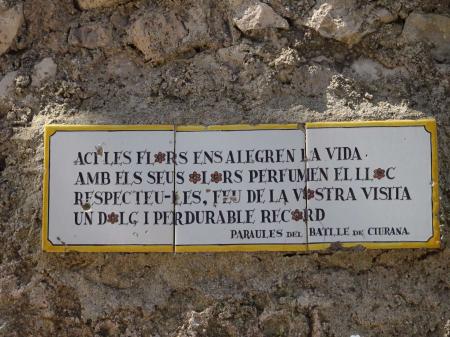 ACI LES FLORS ENS ALEGREN LA VIDA
AMB ELS SEUS OLORS PERFUMEN EL LLOC
RESPECTEU-LES, FEU DE LA VOSTRA VISITA
UN DOLÇ I PERDURABLE RECORD
PARAULES DEL BATLLE DE CIURANA.